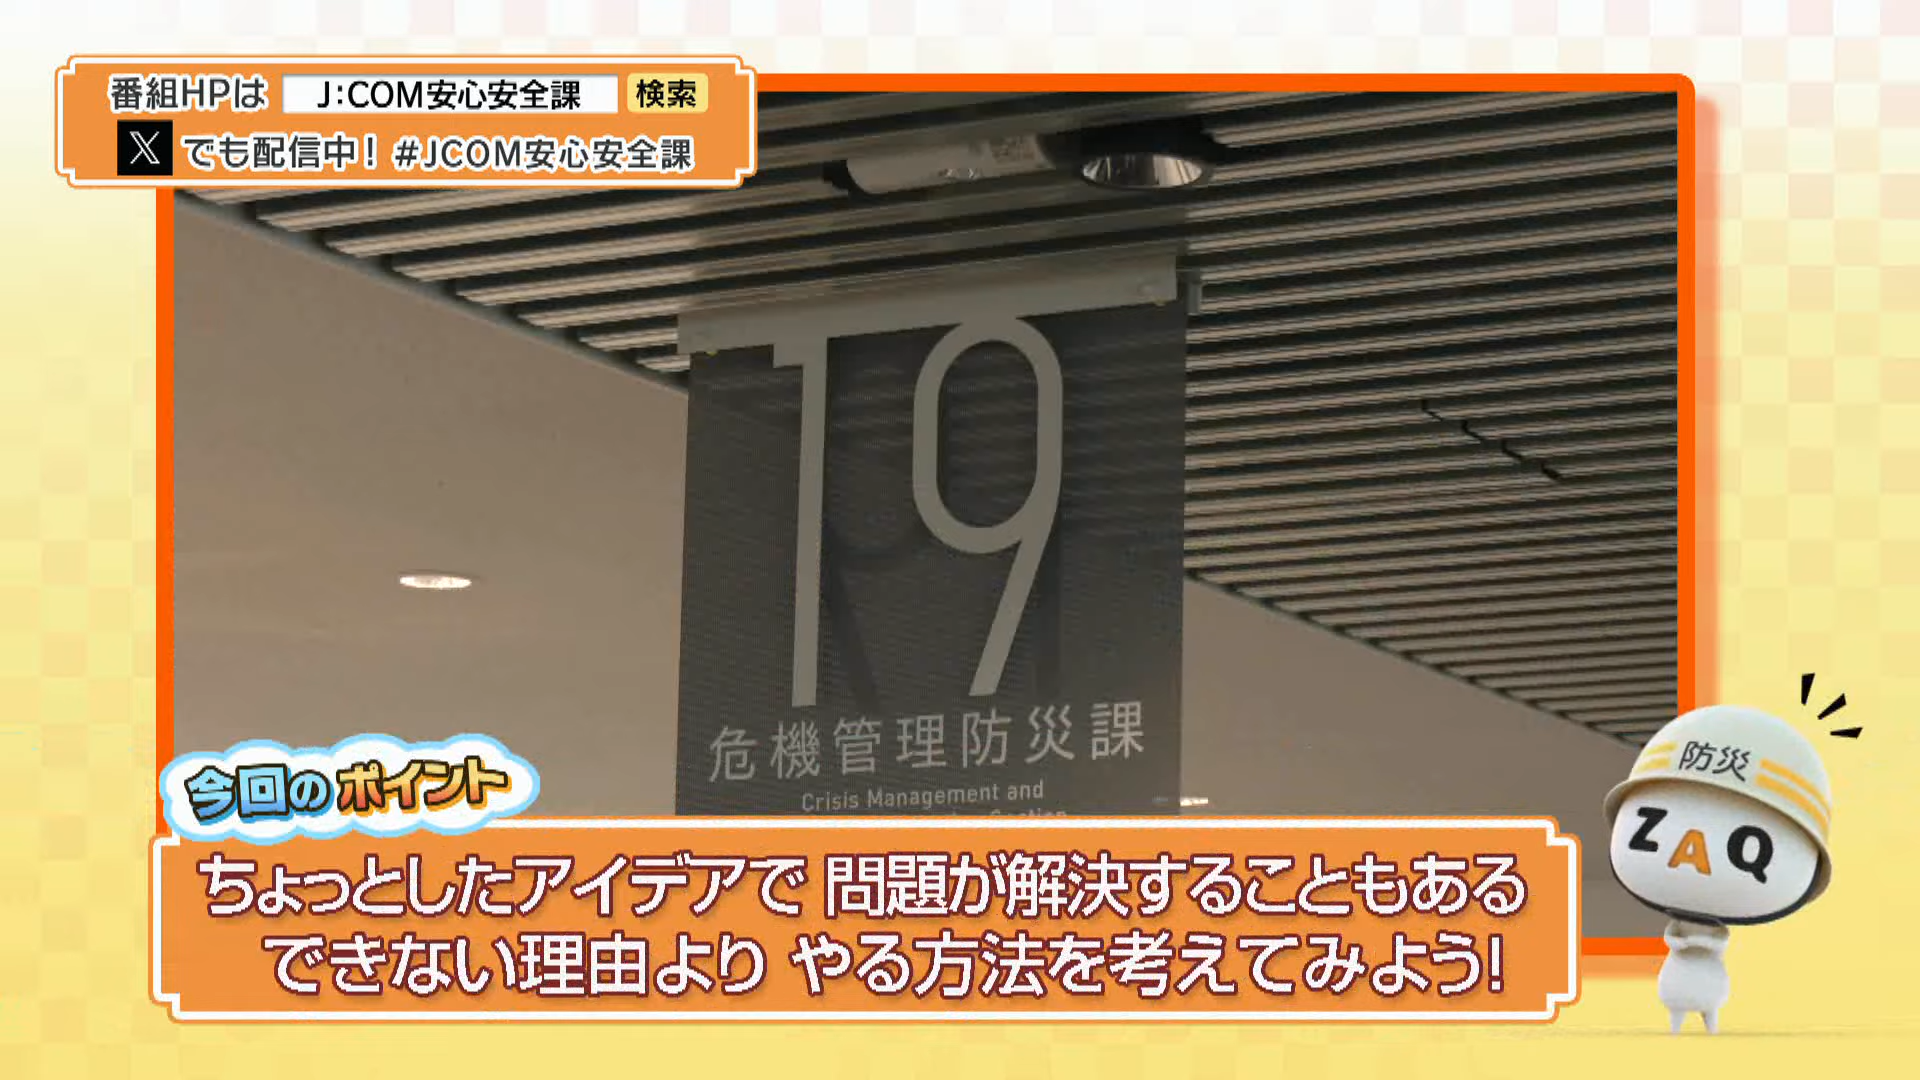 番組HPは J:COM安心安全課 検索
X でも配信中！ #JCOM安心安全課
19
危機管理防災課
Crisis Management and
今回のポイント
ちょっとしたアイデアで 問題が解決することもある
できない理由より やる方法を考えてみよう!
防災
ZAQ